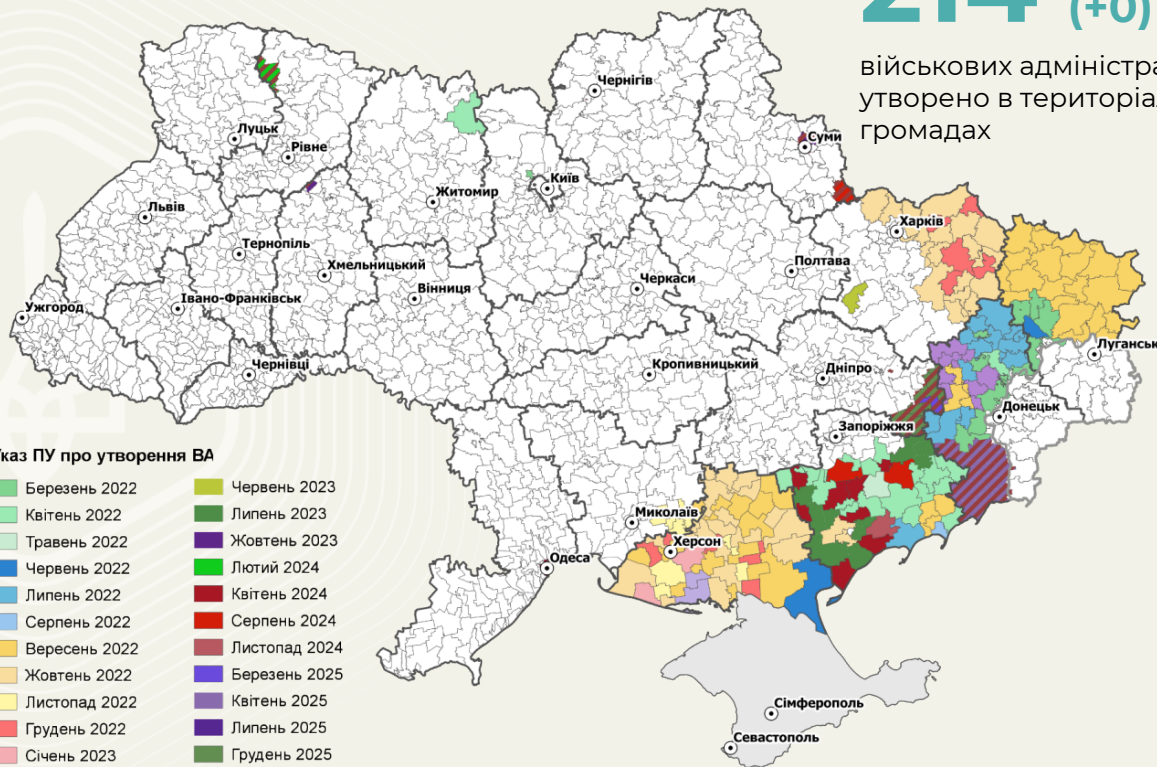 214 (+0)
військових адміністра
утворено в територіал
громадах
Чернігів
Луцьк
Рівне
Суми
Київ
Житомир
Львів
Харків
Тернопіль
Хмельницький
Полтава
Вінниця
Черкаси
Івано-Франківськ
Ужгород
Чернівці
Кропивницький
Дніпро
Луганськ
Донецьк
Запоріжжя
Миколаїв
Херсон
Одеса
Сімферополь
Севастополь
Указ ПУ про утворення ВА
Березень 2022
Квітень 2022
Травень 2022
Червень 2022
Липень 2022
Серпень 2022
Вересень 2022
Жовтень 2022
Листопад 2022
Грудень 2022
Січень 2023
Червень 2023
Липень 2023
Жовтень 2023
Лютий 2024
Квітень 2024
Серпень 2024
Листопад 2024
Березень 2025
Квітень 2025
Липень 2025
Грудень 2025